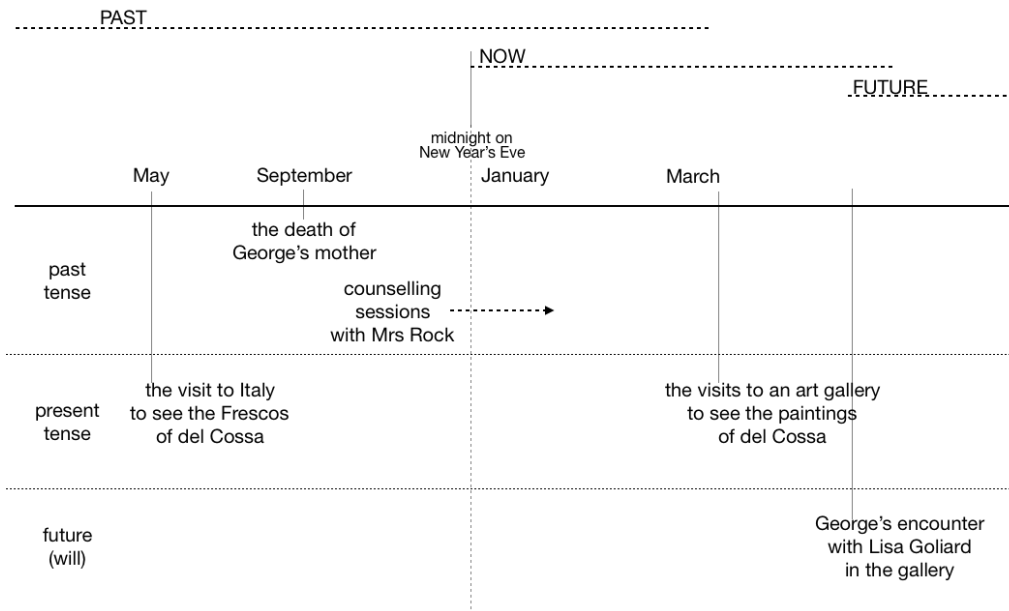 PAST
NOW
FUTURE
midnight on
New Year's Eve
May
September
January
March
past
tense
the death of
George's mother
counselling
sessions
with Mrs Rock
present
tense
the visit to Italy
to see the Frescos
of del Cossa
the visits to an art gallery
to see the paintings
of del Cossa
future
(will)
George's encounter
with Lisa Goliard
in the gallery